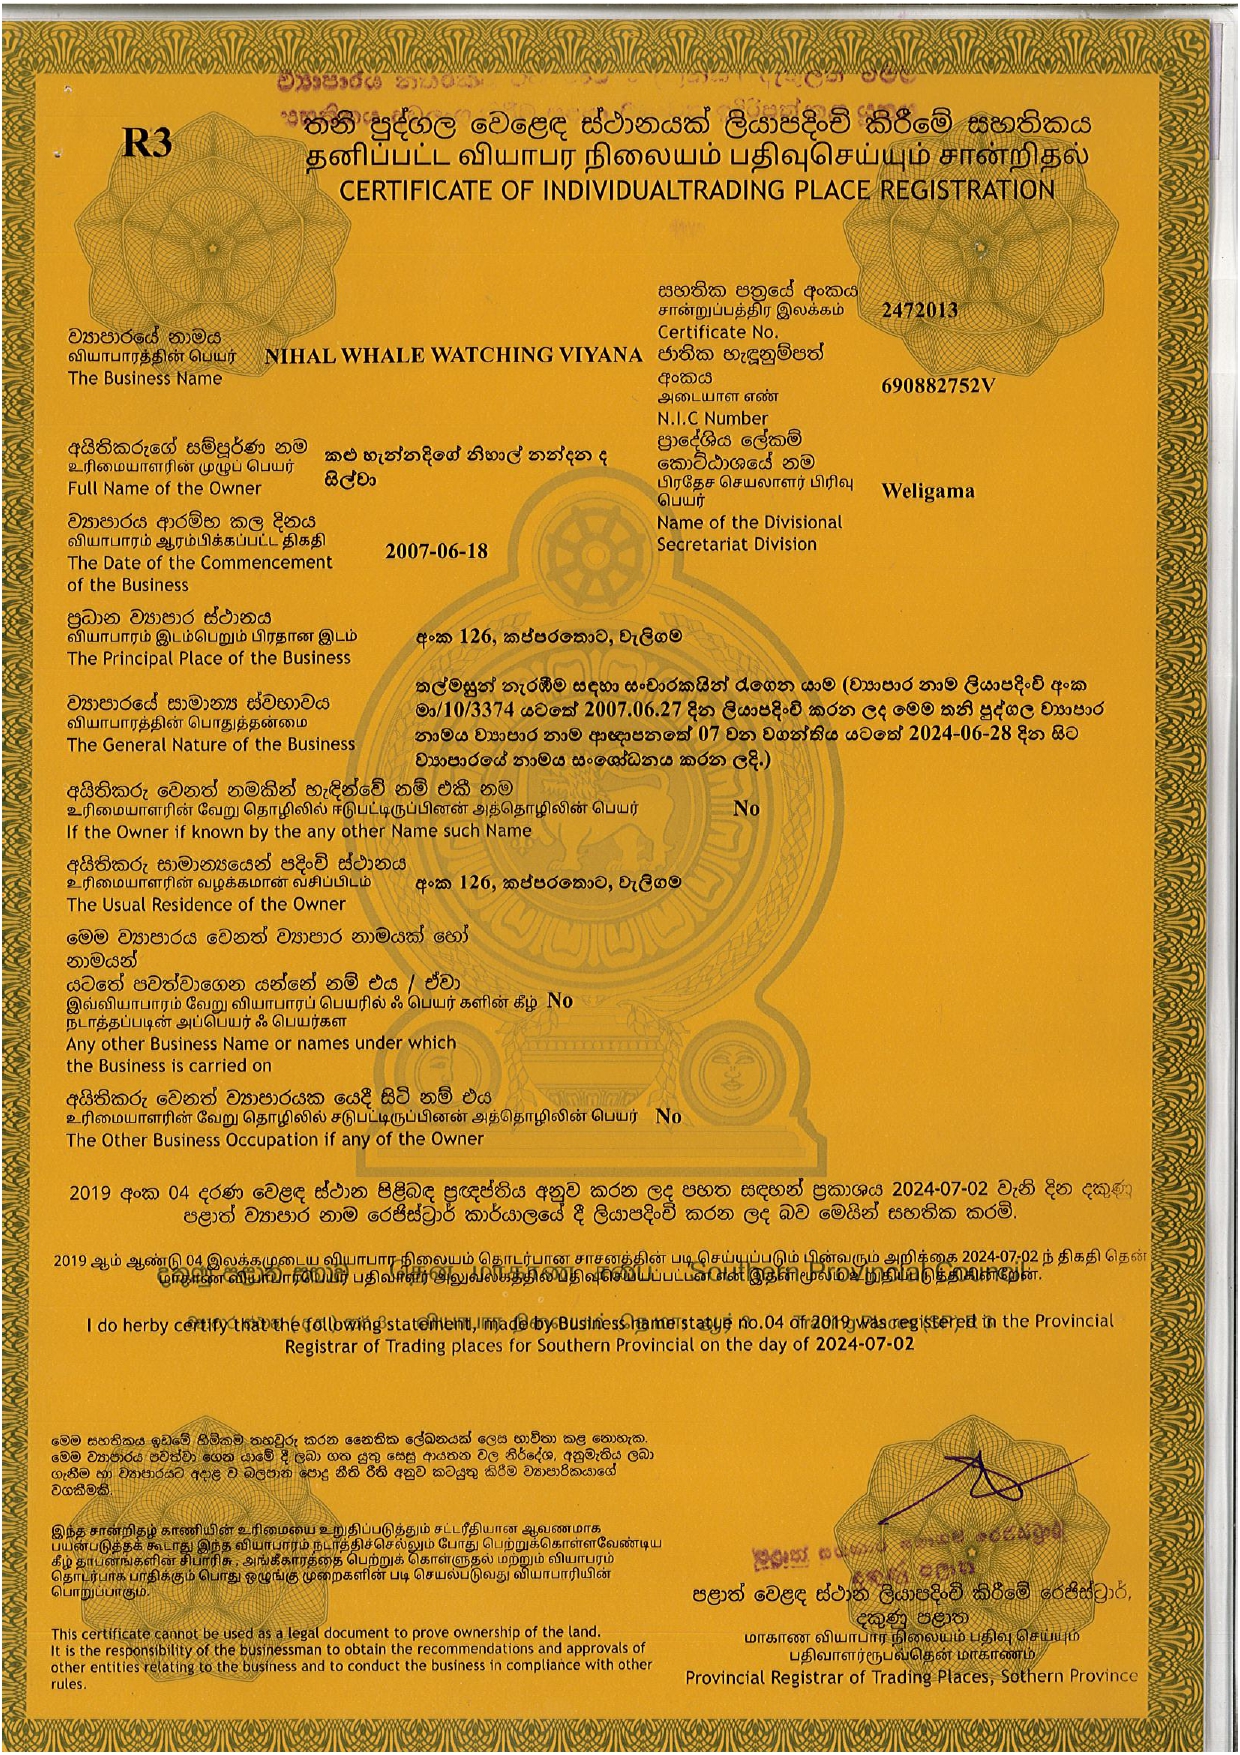 R3
තනි පුද්ගල වෙළෙඳ ස්ථානයක් ලියාපදිංචි කිරීමේ සහතිකය
தனிப்பட்ட வியாபர நிலையம் பதிவுசெய்யும் சான்றிதல்
CERTIFICATE OF INDIVIDUALTRADING PLACE REGISTRATION
සහතික පත්‍රයේ අංකය
சான்றுப்பத்திர இலக்கம்
Certificate No.
2472013
ව්‍යාපාරයේ නාමය
வியாபாரத்தின் பெயர்
The Business Name
NIHAL WHALE WATCHING VIYANA
ජාතික හැඳුනුම්පත්
අංකය
அடையாள எண்
N.I.C Number
690882752V
අයිතිකරුගේ සම්පූර්ණ නම
உரிமையாளரின் முழுப் பெயர்
Full Name of the Owner
කළු හැන්නදිගේ නිහාල් නන්දන ද
සිල්වා
ප්‍රාදේශිය ලේකම්
කොට්ඨාශයේ නම
பிரதேச செயலாளர் பிரிவு
பெயர்
Name of the Divisional
Secretariat Division
Weligama
ව්‍යාපාරය ආරම්භ කල දිනය
வியாபாரம் ஆரம்பிக்கப்பட்ட திகதி
The Date of the Commencement
of the Business
2007-06-18
ප්‍රධාන ව්‍යාපාර ස්ථානය
வியாபாரம் இடம்பெறும் பிரதான இடம்
The Principal Place of the Business
අංක 126, කප්පරතොට, වැලිගම
ව්‍යාපාරයේ සාමාන්‍ය ස්වභාවය
வியாபாரத்தின் பொதுத்தன்மை
The General Nature of the Business
තල්මසුන් නැරඹීම සඳහා සංචාරකයින් රැගෙන යාම (ව්‍යාපාර නාම ලියාපදිංචි අංක
මා/10/3374 යටතේ 2007.06.27 දින ලියාපදිංචි කරන ලද මෙම තනි පුද්ගල ව්‍යාපාර
නාමය ව්‍යාපාර නාම ආඥාපනතේ 07 වන වගන්තිය යටතේ 2024-06-28 දින සිට
ව්‍යාපාරයේ නාමය සංශෝධනය කරන ලදි.)
අයිතිකරු වෙනත් නමකින් හැඳින්වේ නම් එකී නම
உரிமையாளரின் வேறு தொழிலில் ஈடுபட்டிருப்பினன் அத்தொழிலின் பெயர்
If the Owner if known by the any other Name such Name
No
අයිතිකරු සාමාන්‍යයෙන් පදිංචි ස්ථානය
உரிமையாளரின் வழக்கமான வசிப்பிடம்
The Usual Residence of the Owner
අංක 126, කප්පරතොට, වැලිගම
මෙම ව්‍යාපාරය වෙනත් ව්‍යාපාර නාමයක් හෝ
නාමයන්
යටතේ පවත්වාගෙන යන්නේ නම් එය / ඒවා
இவ்வியாபாரம் வேறு வியாபாரப் பெயரில் ஃ பெயர் களின் கீழ் No
நடாத்தப்படின் அப்பெயர் ஃ பெயர்கள
Any other Business Name or names under which
the Business is carried on
අයිතිකරු වෙනත් ව්‍යාපාරයක යෙදී සිටි නම් එය
உரிமையாளரின் வேறு தொழிலில் சடுபட்டிருப்பினன் அத்தொழிலின் பெயர் No
The Other Business Occupation if any of the Owner
2019 අංක 04 දරණ වෙළඳ ස්ථාන පිළිබඳ ප්‍රඥප්තිය අනුව කරන ලද පහත සඳහන් ප්‍රකාශය 2024-07-02 වැනි දින දකුණු
පළාත් ව්‍යාපාර නාම රෙජිස්ට්‍රාර් කාර්යාලයේ දී ලියාපදිංචි කරන ලද බව මෙයින් සහතික කරමි.
2019 ஆம் ஆண்டு 04 இலக்கமுடைய வியாபார நிலையம் தொடர்பான சாசனத்தின் படி செய்யப்படும் பின்வரும் அறிக்கை 2024-07-02 ந் திகதி தென்
Southern Provincial Council
I do herby certify that the following statement, made by Business name statue no.04 of 2019 was registered in the Provincial
Registrar of Trading places for Southern Provincial on the day of 2024-07-02
මෙම සහතිකය ඉඩමේ හිමිකම තහවුරු කරන නෛතික ලේඛනයක් ලෙස භාවිතා කළ නොහැක.
මෙම ව්‍යාපාරය පවත්වා ගෙන යාමේ දී ලබා ගත යුතු සෙසු ආයතන වල නිර්දේශ, අනුමැතිය ලබා
ගැනීම හා ව්‍යාපාරයට අදාළ ව බලපාන පොදු නීති රීති අනුව කටයුතු කිරීම ව්‍යාපාරිකයාගේ
වගකීමකි.
இந்த சான்றிதழ் காணியின் உரிமையை உறுதிப்படுத்தும் சட்டரீதியான ஆவணமாக
பயன்படுத்தக் கூடாது இந்த வியாபாரம் நடாத்திச்செல்லும் போது பெற்றுக்கொள்ளவேண்டிய
கீழ் தாபனங்களின் சிபாரிசு, அங்கீகாரத்தை பெற்றுக் கொள்ளுதல் மற்றும் வியாபரம்
தொடர்பாக பாதிக்கும் பொது ஒழுங்கு முறைகளின் படி செயல்படுவது வியாபாரியின்
பொறுப்பாகும்.
This certificate cannot be used as a legal document to prove ownership of the land.
It is the responsibility of the businessman to obtain the recommendations and approvals of
other entities relating to the business and to conduct the business in compliance with other
rules.
දකුණු පළාත
පළාත් වෙළඳ ස්ථාන ලියාපදිංචි කිරීමේ රෙජිස්ට්‍රාර්,
දකුණු පළාත
மாகாண வியாபார நிலையம் பதிவு செய்யும்
பதிவாளர்ரூபவ்தென் மாகாணம்
Provincial Registrar of Trading Places, Sothern Province